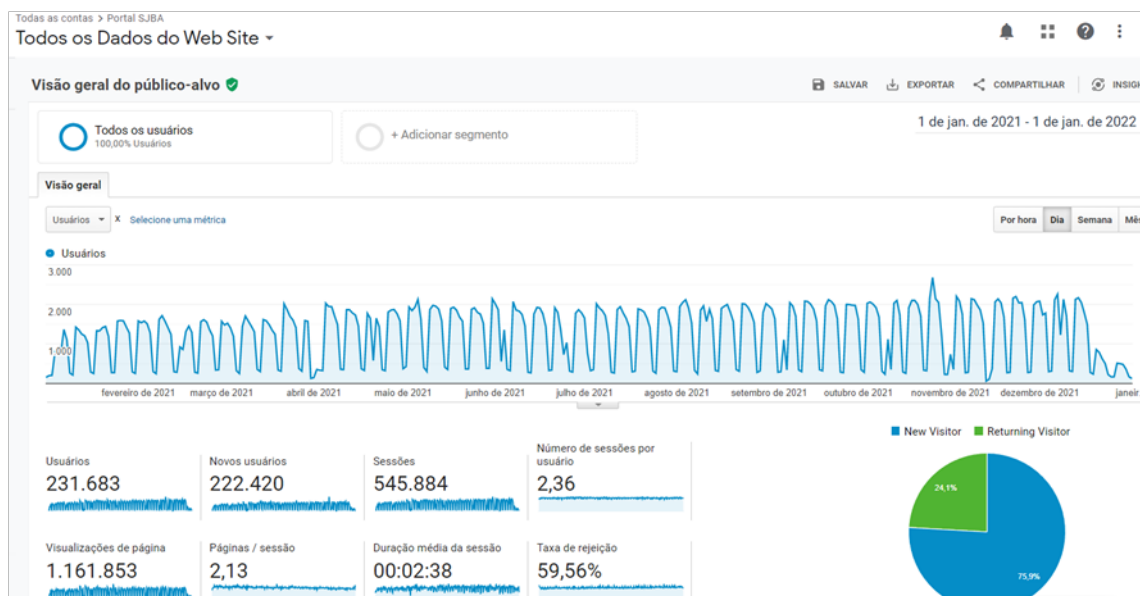 Todas as contas > Portal SJBA
Todos os Dados do Web Site
Visão geral do público-alvo
SALVAR EXPORTAR COMPARTILHAR INSIGH
Todos os usuários
100,00% Usuários
+ Adicionar segmento
1 de jan. de 2021 - 1 de jan. de 2022
Visão geral
Usuários x Selecione uma métrica
Por hora Dia Semana Mês
Usuários
3.000
2.000
1.000
fevereiro de 2021 março de 2021 abril de 2021 maio de 2021 junho de 2021 julho de 2021 agosto de 2021 setembro de 2021 outubro de 2021 novembro de 2021 dezembro de 2021 janeir
New Visitor Returning Visitor
Usuários
231.683
Novos usuários
222.420
Sessões
545.884
Número de sessões por
usuário
2,36
Visualizações de página
1.161.853
Páginas / sessão
2,13
Duração média da sessão
00:02:38
Taxa de rejeição
59,56%
24,1%
75,9%